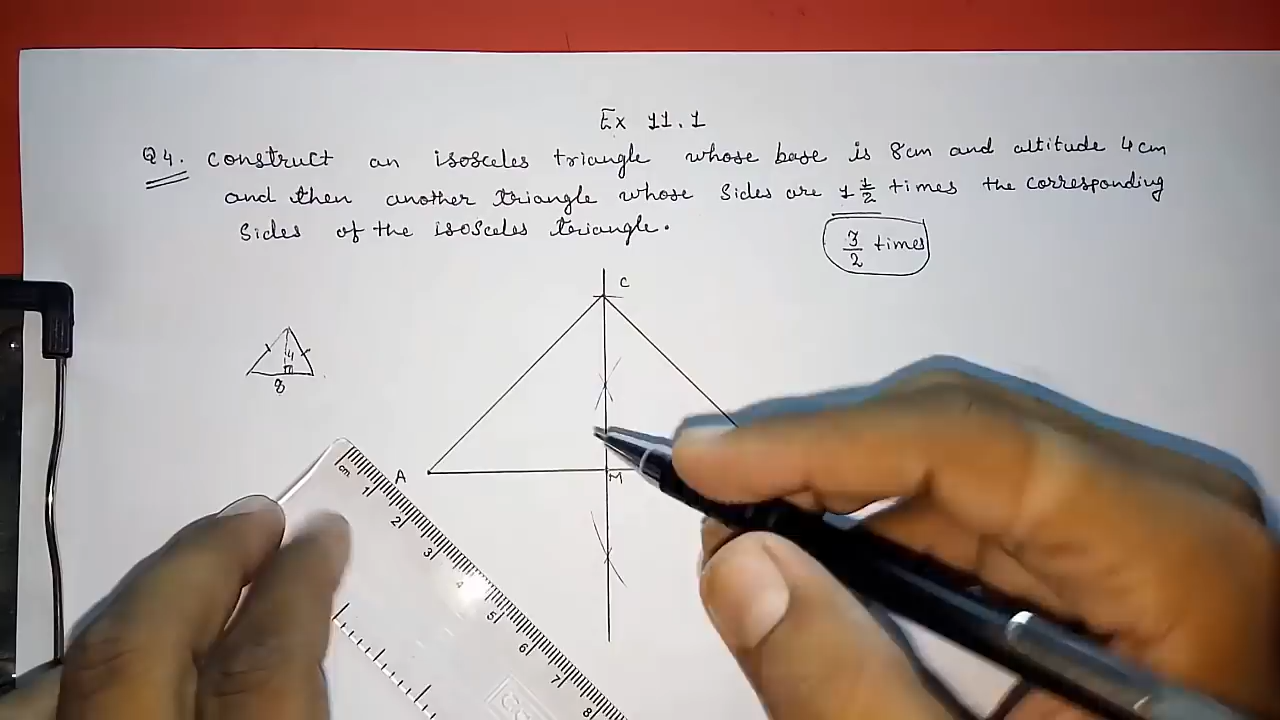 Ex 11.1
Q4. Construct an isosceles triangle whose base is 8cm and altitude 4cm
and then another triangle whose sides are 1 1/2 times the corresponding
sides of the isosceles triangle.
3/2 times
C
4
8
A
M
cm 1 2 3 4 5 6 7 8